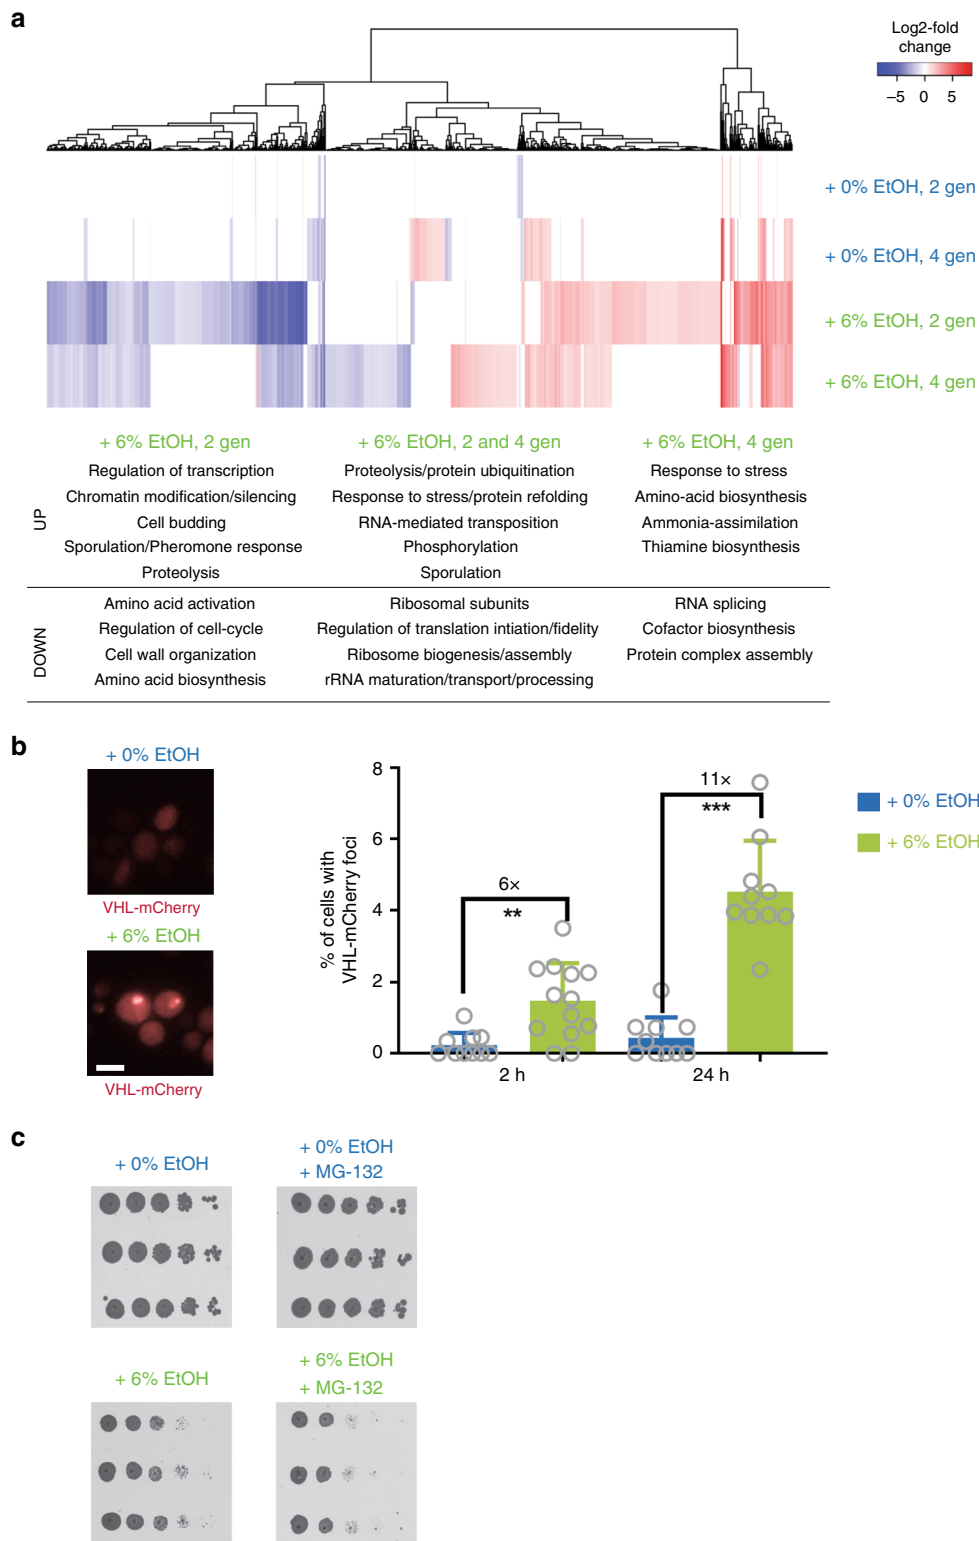 a
Log2-fold
change
–5 0 5
+ 0% EtOH, 2 gen
+ 0% EtOH, 4 gen
+ 6% EtOH, 2 gen
+ 6% EtOH, 4 gen
+ 6% EtOH, 2 gen
+ 6% EtOH, 2 and 4 gen
+ 6% EtOH, 4 gen
UP
Regulation of transcription
Chromatin modification/silencing
Cell budding
Sporulation/Pheromone response
Proteolysis
Proteolysis/protein ubiquitination
Response to stress/protein refolding
RNA-mediated transposition
Phosphorylation
Sporulation
Response to stress
Amino-acid biosynthesis
Ammonia-assimilation
Thiamine biosynthesis
DOWN
Amino acid activation
Regulation of cell-cycle
Cell wall organization
Amino acid biosynthesis
Ribosomal subunits
Regulation of translation intiation/fidelity
Ribosome biogenesis/assembly
rRNA maturation/transport/processing
RNA splicing
Cofactor biosynthesis
Protein complex assembly
b
+ 0% EtOH
VHL-mCherry
+ 6% EtOH
VHL-mCherry
% of cells with
VHL-mCherry foci
8
6
4
2
0
6×
**
11×
***
2 h
24 h
+ 0% EtOH
+ 6% EtOH
c
+ 0% EtOH
+ 0% EtOH
+ MG-132
+ 6% EtOH
+ 6% EtOH
+ MG-132